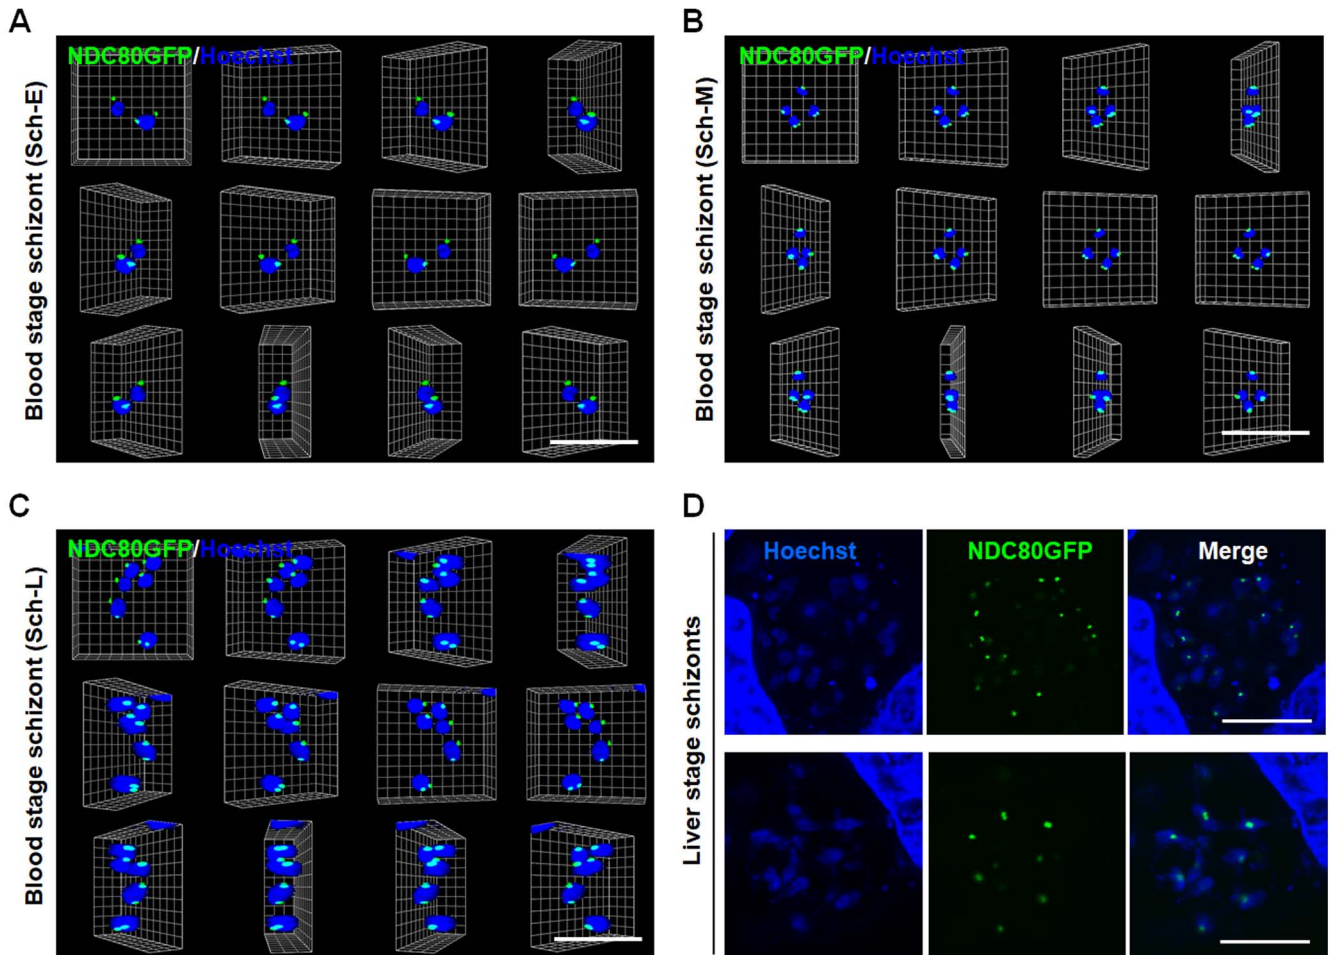 A
NDC80GFP/Hoechst
Blood stage schizont (Sch-E)
B
NDC80GFP/Hoechst
Blood stage schizont (Sch-M)
C
NDC80GFP/Hoechst
Blood stage schizont (Sch-L)
D
Hoechst
NDC80GFP
Merge
Liver stage schizonts